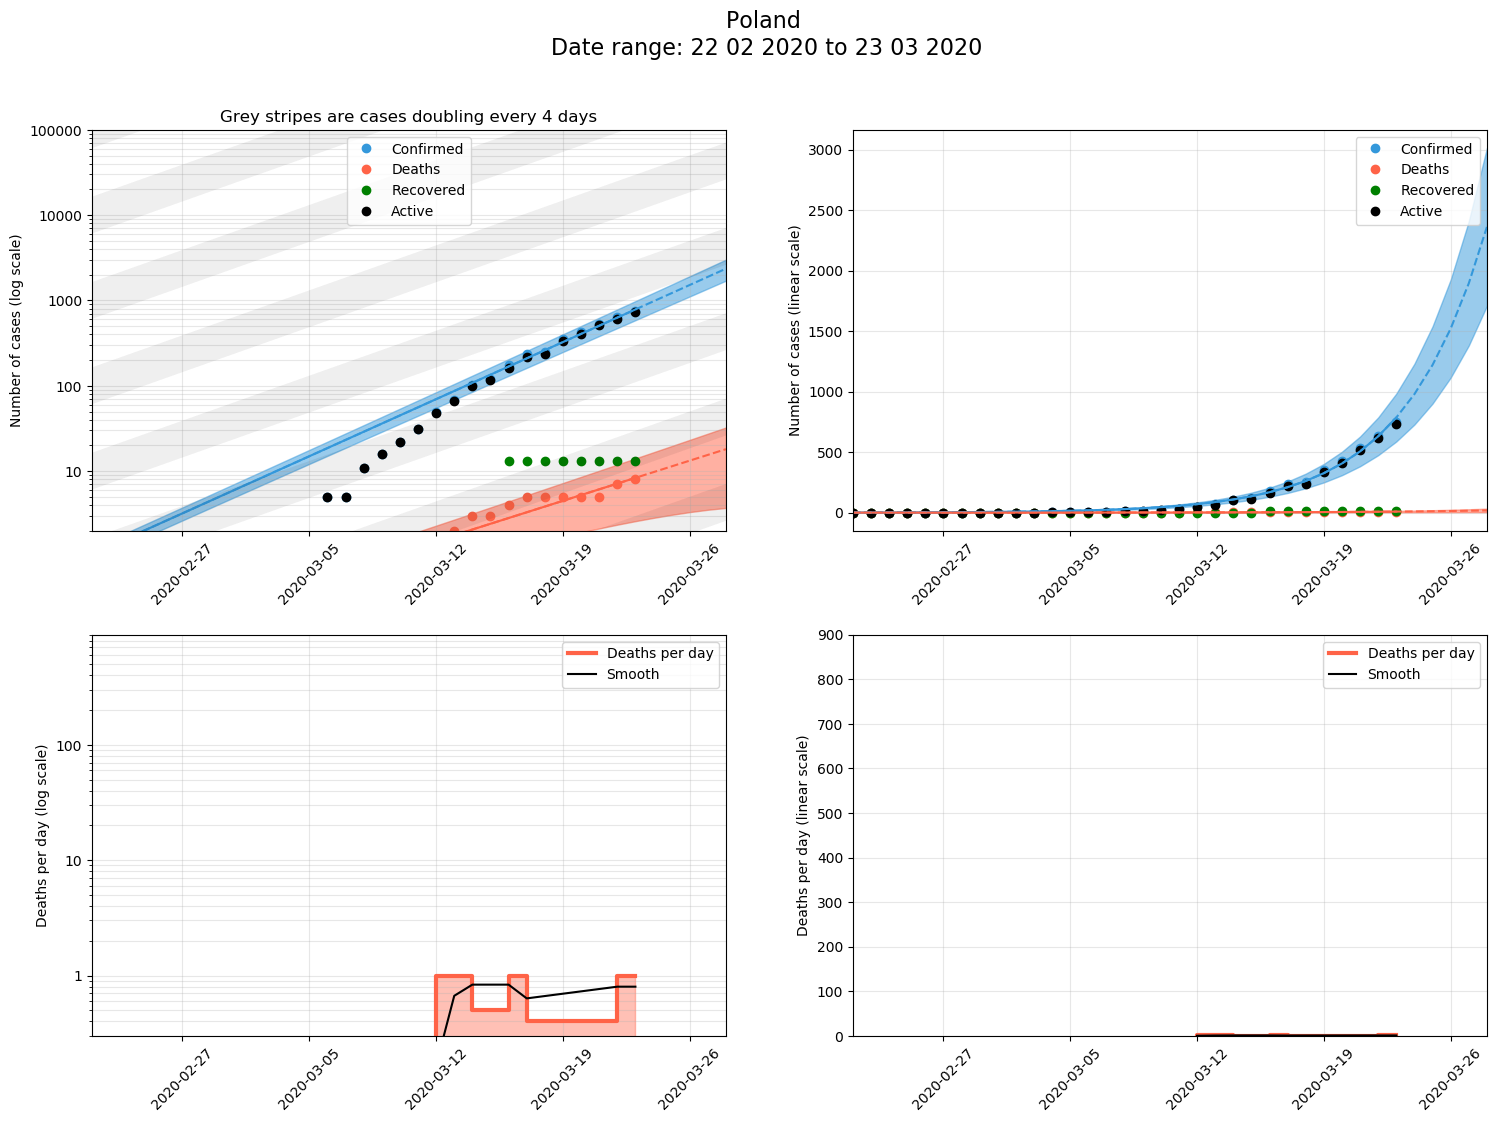 Poland
Date range: 22 02 2020 to 23 03 2020
Grey stripes are cases doubling every 4 days
Number of cases (log scale)
100000
10000
1000
100
10
Confirmed
Deaths
Recovered
Active
2020-02-27
2020-03-05
2020-03-12
2020-03-19
2020-03-26
Number of cases (linear scale)
3000
2500
2000
1500
1000
500
0
Confirmed
Deaths
Recovered
Active
2020-02-27
2020-03-05
2020-03-12
2020-03-19
2020-03-26
Deaths per day (log scale)
100
10
1
Deaths per day
Smooth
2020-02-27
2020-03-05
2020-03-12
2020-03-19
2020-03-26
Deaths per day (linear scale)
900
800
700
600
500
400
300
200
100
0
Deaths per day
Smooth
2020-02-27
2020-03-05
2020-03-12
2020-03-19
2020-03-26